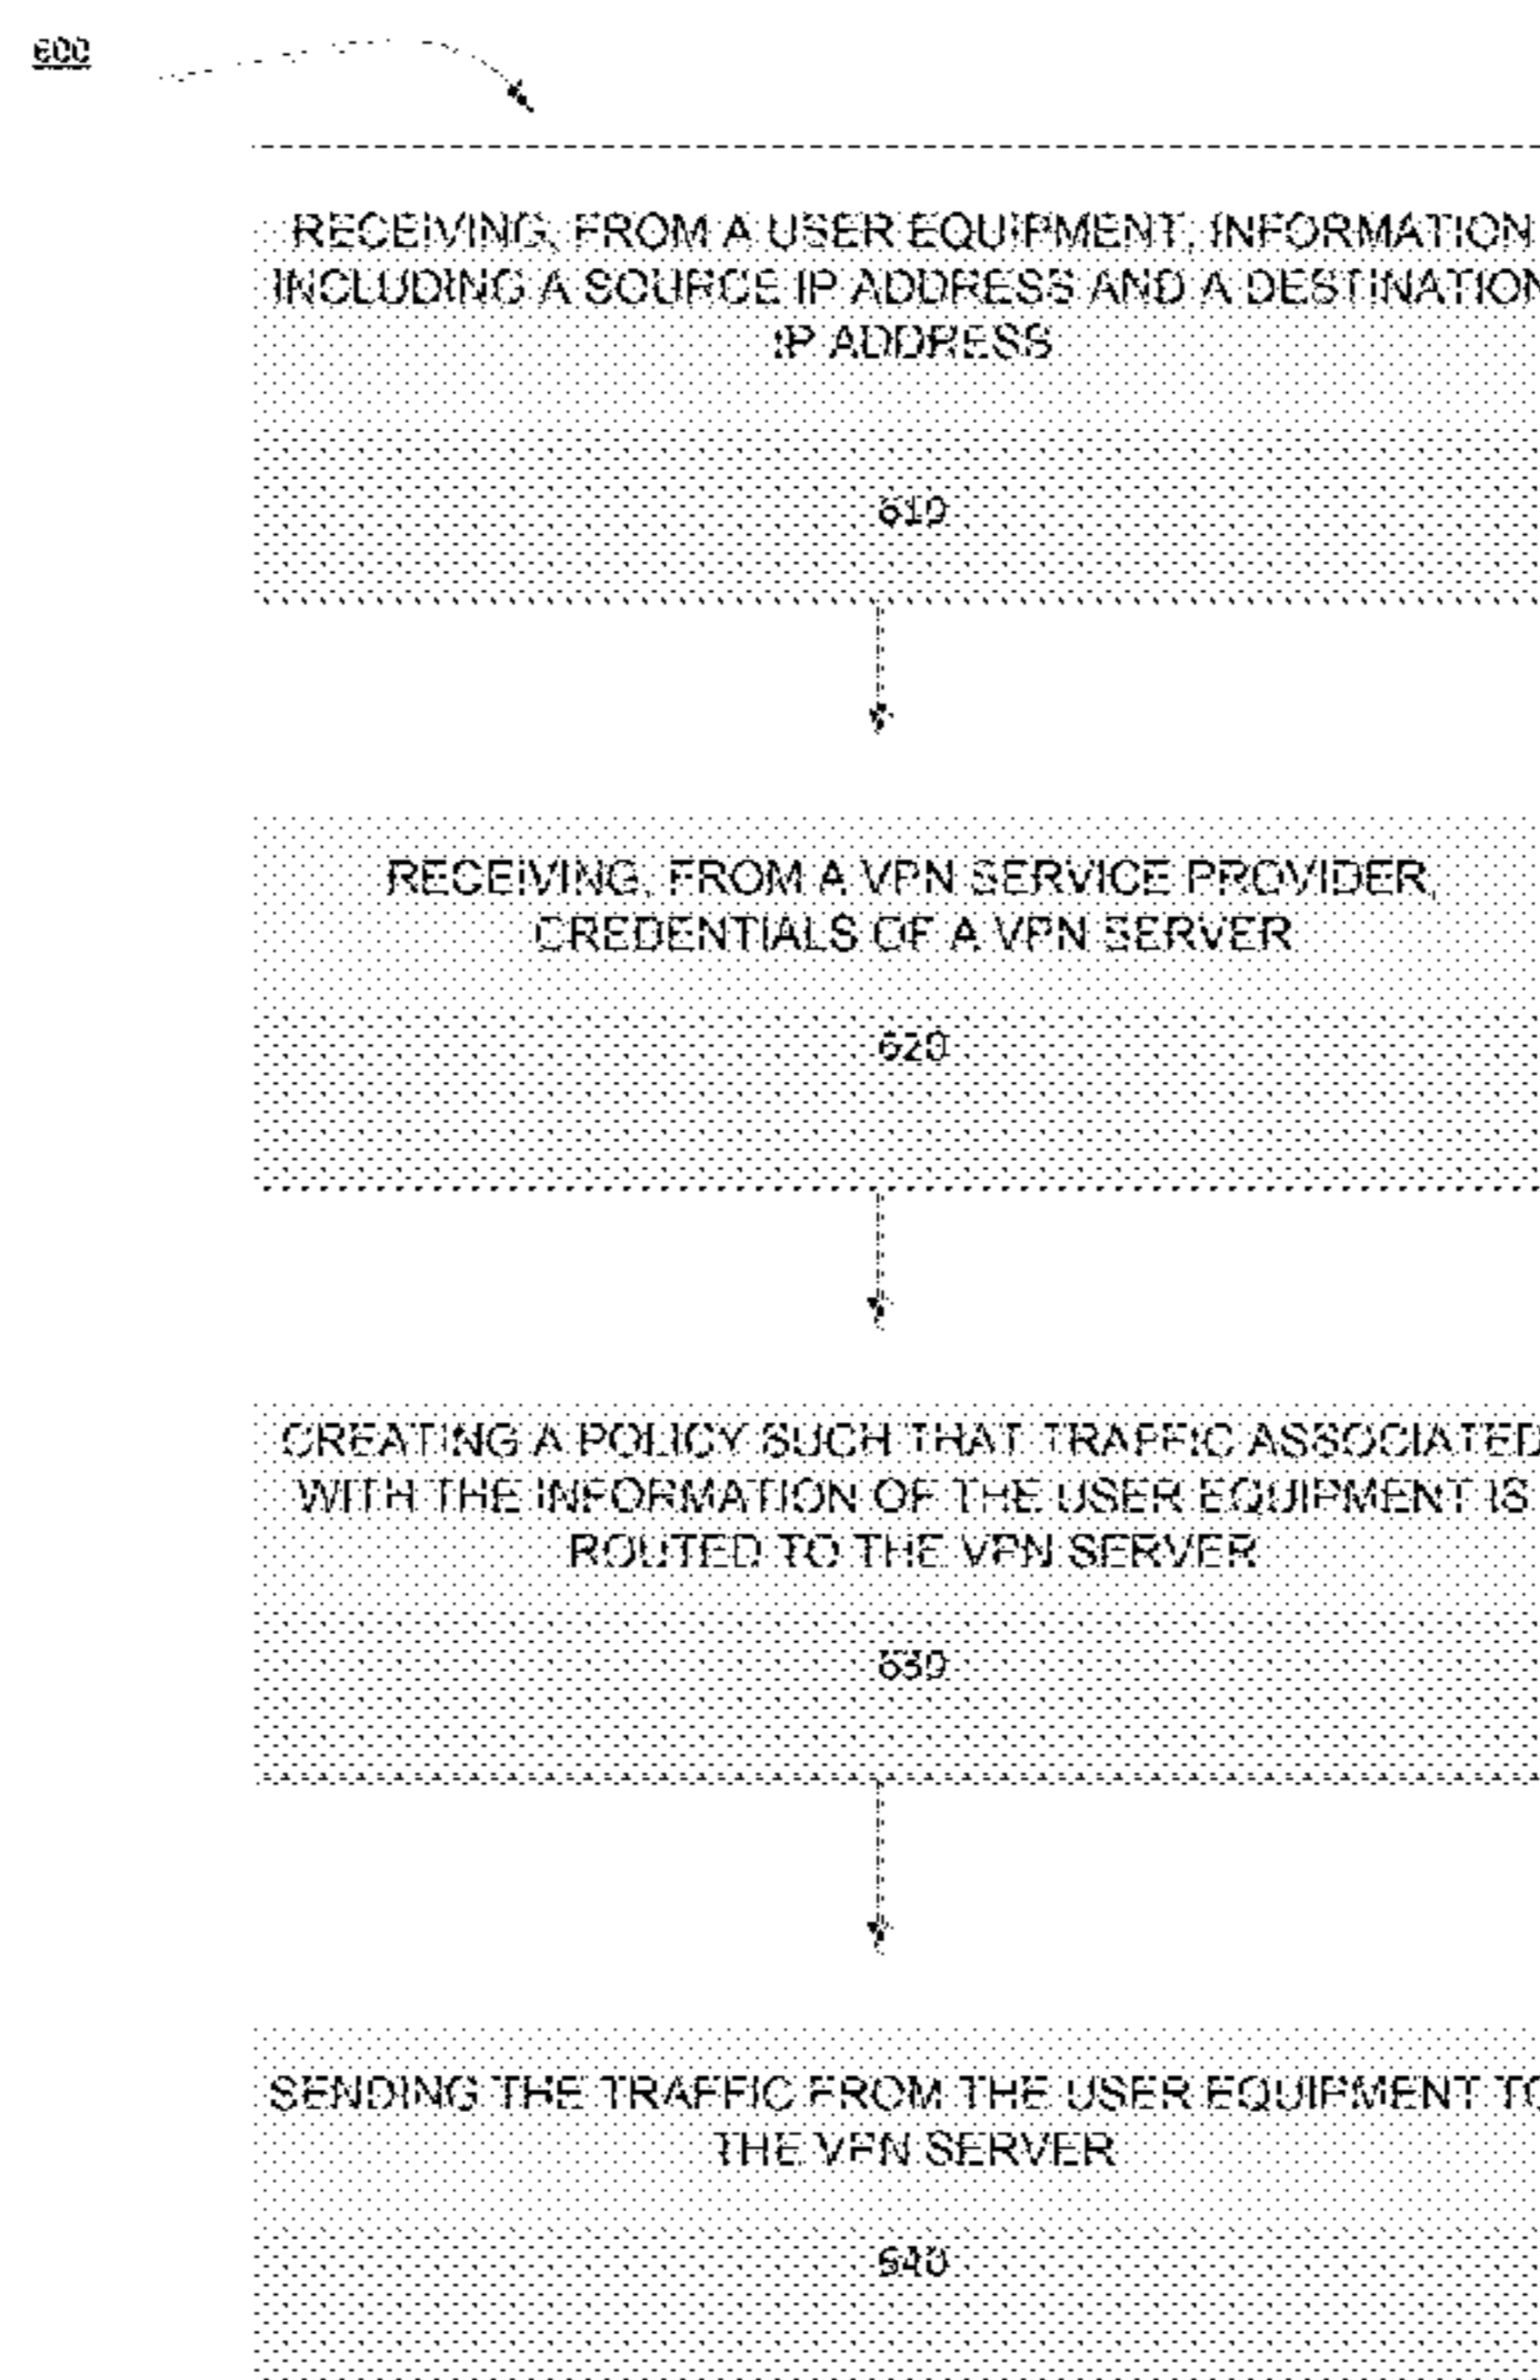 600
RECEIVING, FROM A USER EQUIPMENT, INFORMATION
INCLUDING A SOURCE IP ADDRESS AND A DESTINATION
IP ADDRESS
610
RECEIVING, FROM A VPN SERVICE PROVIDER,
CREDENTIALS OF A VPN SERVER
620
CREATING A POLICY SUCH THAT TRAFFIC ASSOCIATED
WITH THE INFORMATION OF THE USER EQUIPMENT IS
ROUTED TO THE VPN SERVER
630
SENDING THE TRAFFIC FROM THE USER EQUIPMENT TO
THE VPN SERVER
640